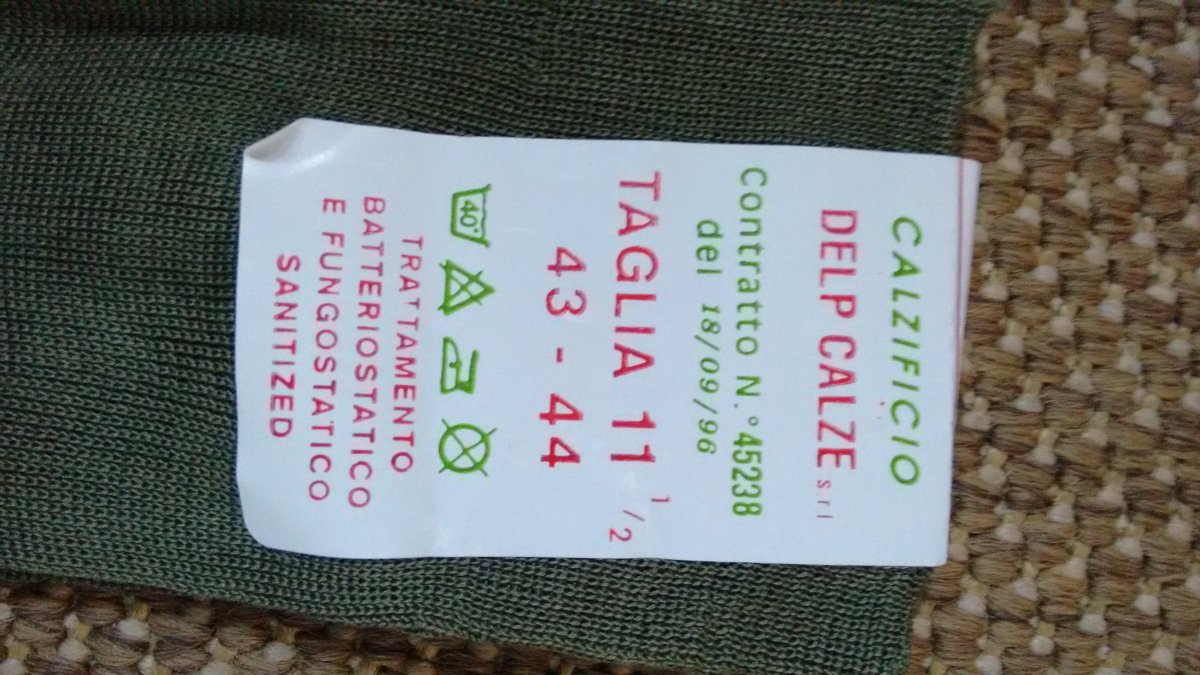 CALZIFICIO
DELP CALZE s.r.l
Contratto N.° 45238
del 18/09/96
TAGLIA 11 1/2
43 - 44
40°
TRATTAMENTO
BATTERIOSTATICO
E FUNGOSTATICO
SANITIZED